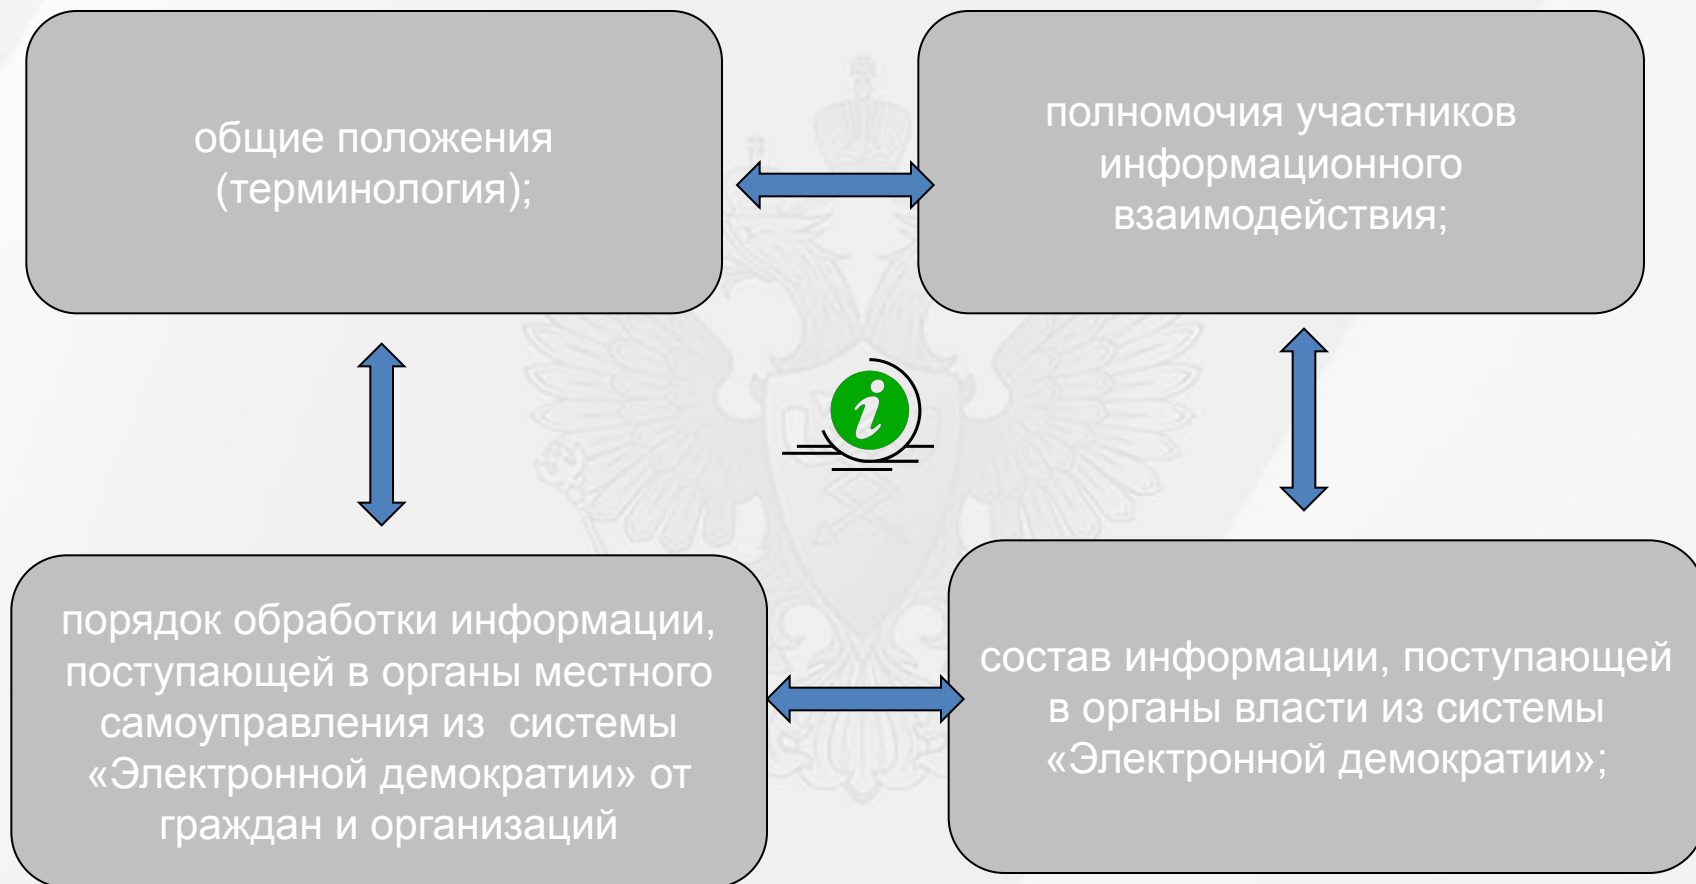 общие положения
(терминология);
полномочия участников
информационного
взаимодействия;
порядок обработки информации,
поступающей в органы местного
самоуправления из  системы
«Электронной демократии» от
граждан и организаций
состав информации, поступающей
в органы власти из системы
«Электронной демократии»;